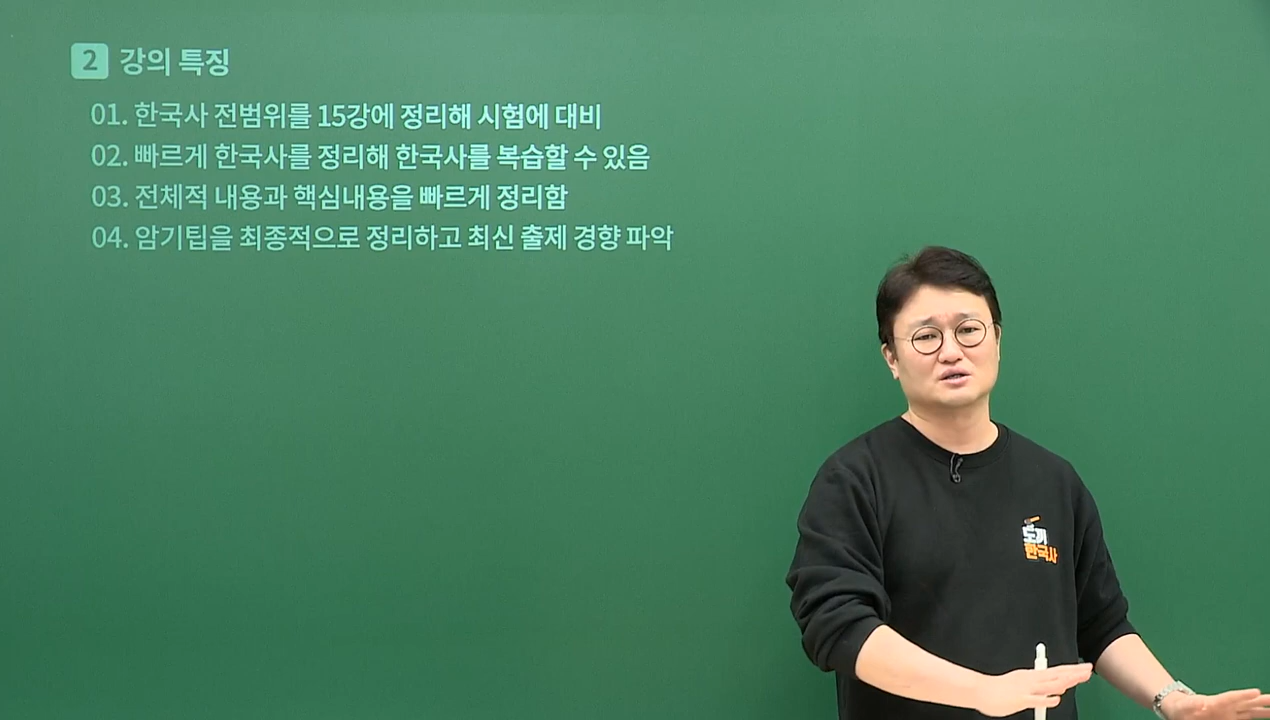 2 강의 특징
01. 한국사 전범위를 15강에 정리해 시험에 대비
02. 빠르게 한국사를 정리해 한국사를 복습할 수 있음
03. 전체적 내용과 핵심내용을 빠르게 정리함
04. 암기팁을 최종적으로 정리하고 최신 출제 경향 파악
도끼
한국사